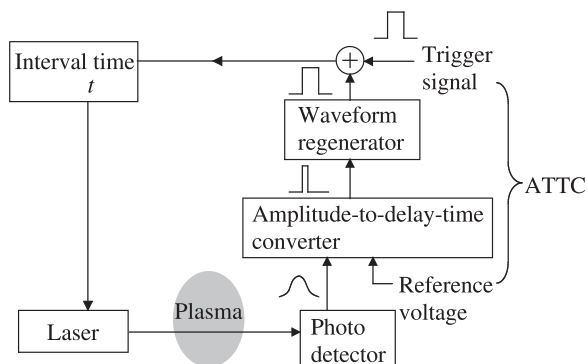 Interval time
t
Trigger
signal
Waveform
regenerator
ATTC
Amplitude-to-delay-time
converter
Reference
voltage
Plasma
Laser
Photo
detector